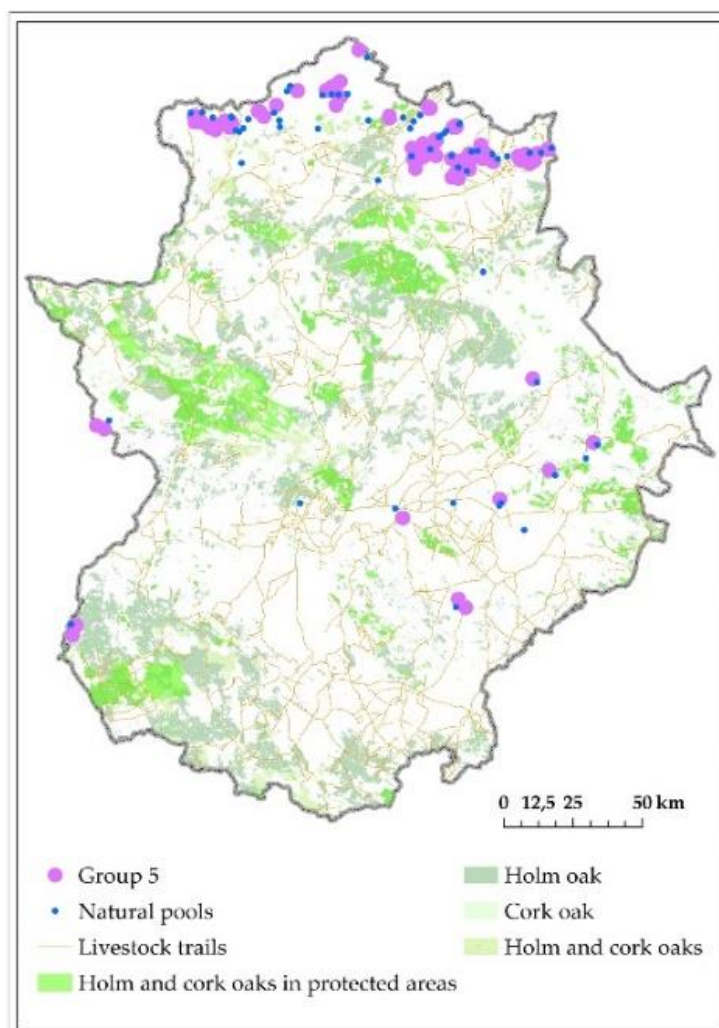 0 12,5 25 50 km
Group 5
Natural pools
Livestock trails
Holm and cork oaks in protected areas
Holm oak
Cork oak
Holm and cork oaks